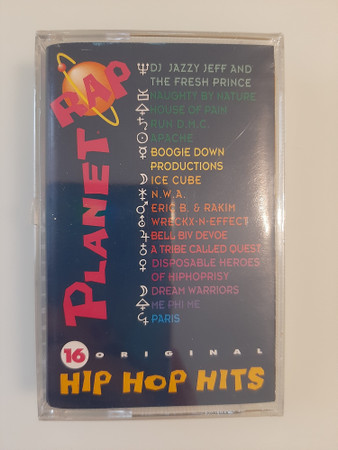 PLANET RAP
DJ JAZZY JEFF AND
THE FRESH PRINCE
NAUGHTY BY NATURE
HOUSE OF PAIN
RUN D.M.C.
APACHE
BOOGIE DOWN
PRODUCTIONS
ICE CUBE
N.W.A.
ERIC B. & RAKIM
WRECKX-N-EFFECT
BELL BIV DEVOE
A TRIBE CALLED QUEST
DISPOSABLE HEROES
OF HIPHOPRISY
DREAM WARRIORS
ME PHI ME
PARIS
16 ORIGINAL
HIP HOP HITS